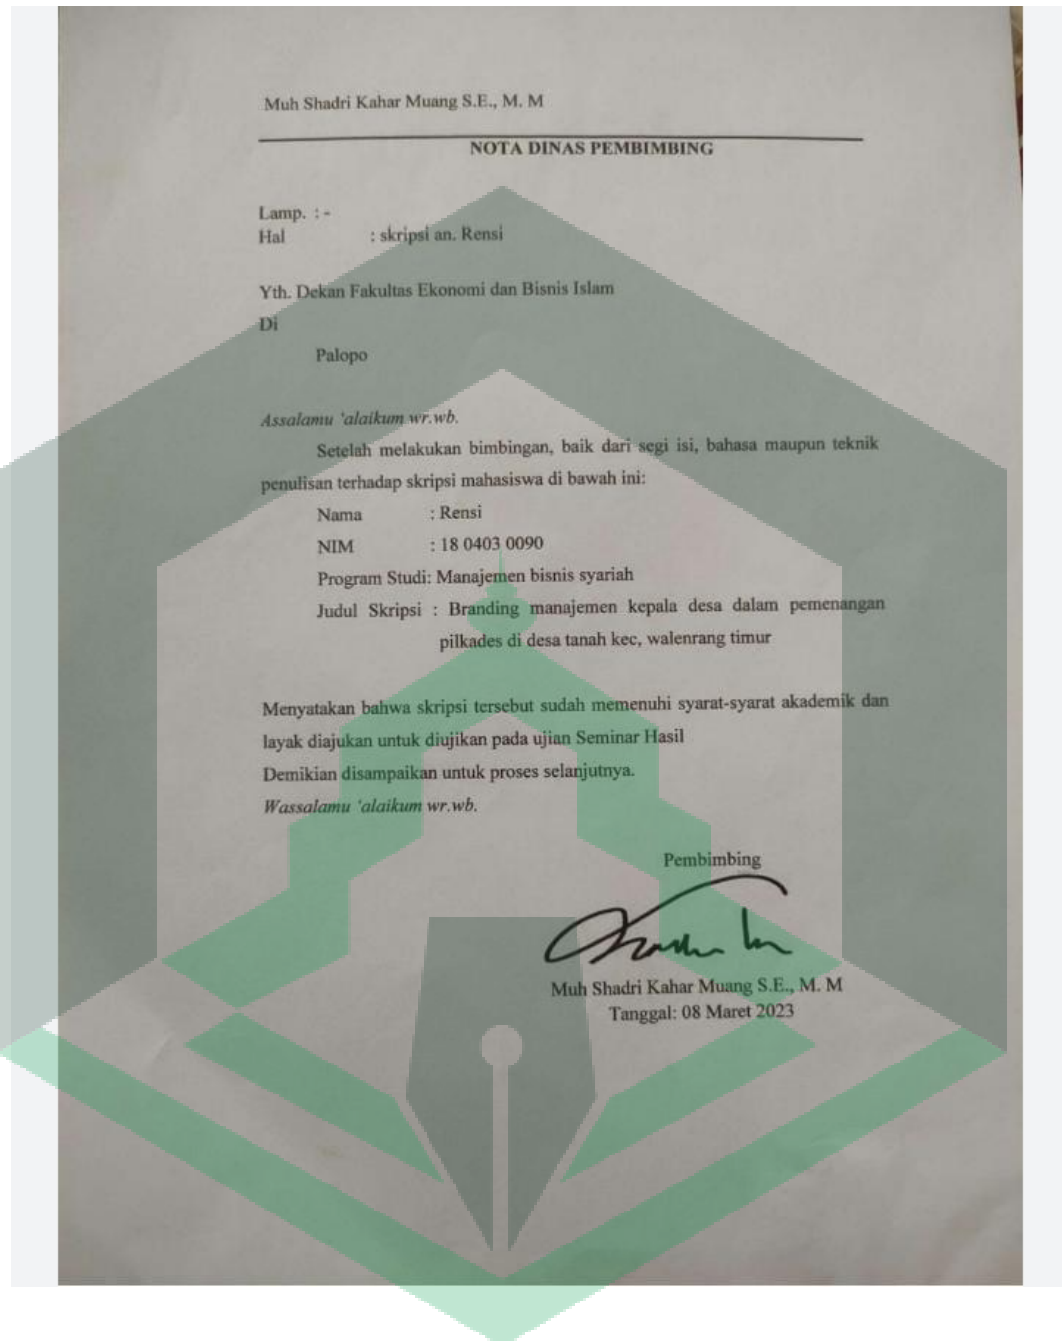 Muh Shadri Kahar Muang S.E., M. M
NOTA DINAS PEMBIMBING
Lamp. : -
Hal : skripsi an. Rensi
Yth. Dekan Fakultas Ekonomi dan Bisnis Islam
Di
Palopo
Assalamu 'alaikum wr.wb.
Setelah melakukan bimbingan, baik dari segi isi, bahasa maupun teknik
penulisan terhadap skripsi mahasiswa di bawah ini:
Nama : Rensi
NIM : 18 0403 0090
Program Studi: Manajemen bisnis syariah
Judul Skripsi : Branding manajemen kepala desa dalam pemenangan
pilkades di desa tanah kec, walenrang timur
Menyatakan bahwa skripsi tersebut sudah memenuhi syarat-syarat akademik dan
layak diajukan untuk diujikan pada ujian Seminar Hasil
Demikian disampaikan untuk proses selanjutnya.
Wassalamu 'alaikum wr.wb.
Pembimbing
Muh Shadri Kahar Muang S.E., M. M
Tanggal: 08 Maret 2023